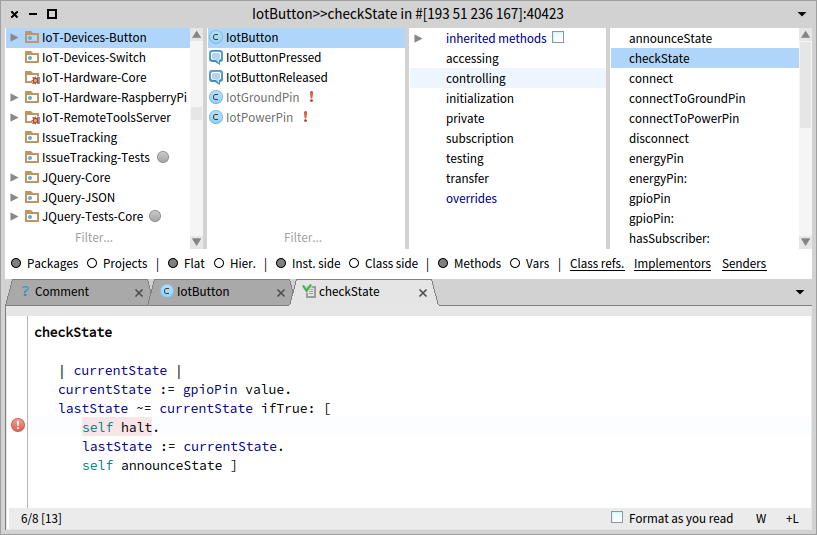 IotButton>>checkState in #[193 51 236 167]:40423
IoT-Devices-Button
IoT-Devices-Switch
IoT-Hardware-Core
IoT-Hardware-RaspberryPi
IoT-RemoteToolsServer
IssueTracking
IssueTracking-Tests
JQuery-Core
JQuery-JSON
JQuery-Tests-Core
Filter...
IotButton
IotButtonPressed
IotButtonReleased
IotGroundPin
IotPowerPin
Filter...
inherited methods
accessing
controlling
initialization
private
subscription
testing
transfer
overrides
announceState
checkState
connect
connectToGroundPin
connectToPowerPin
disconnect
energyPin
energyPin:
gpioPin
gpioPin:
hasSubscriber:
Packages Projects | Flat Hier. | Inst. side Class side | Methods Vars | Class refs. Implementors Senders
? Comment
C IotButton
checkState
checkState
| currentState |
currentState := gpioPin value.
lastState ~= currentState ifTrue: [
self halt.
lastState := currentState.
self announceState ]
6/8 [13]
Format as you read W +L